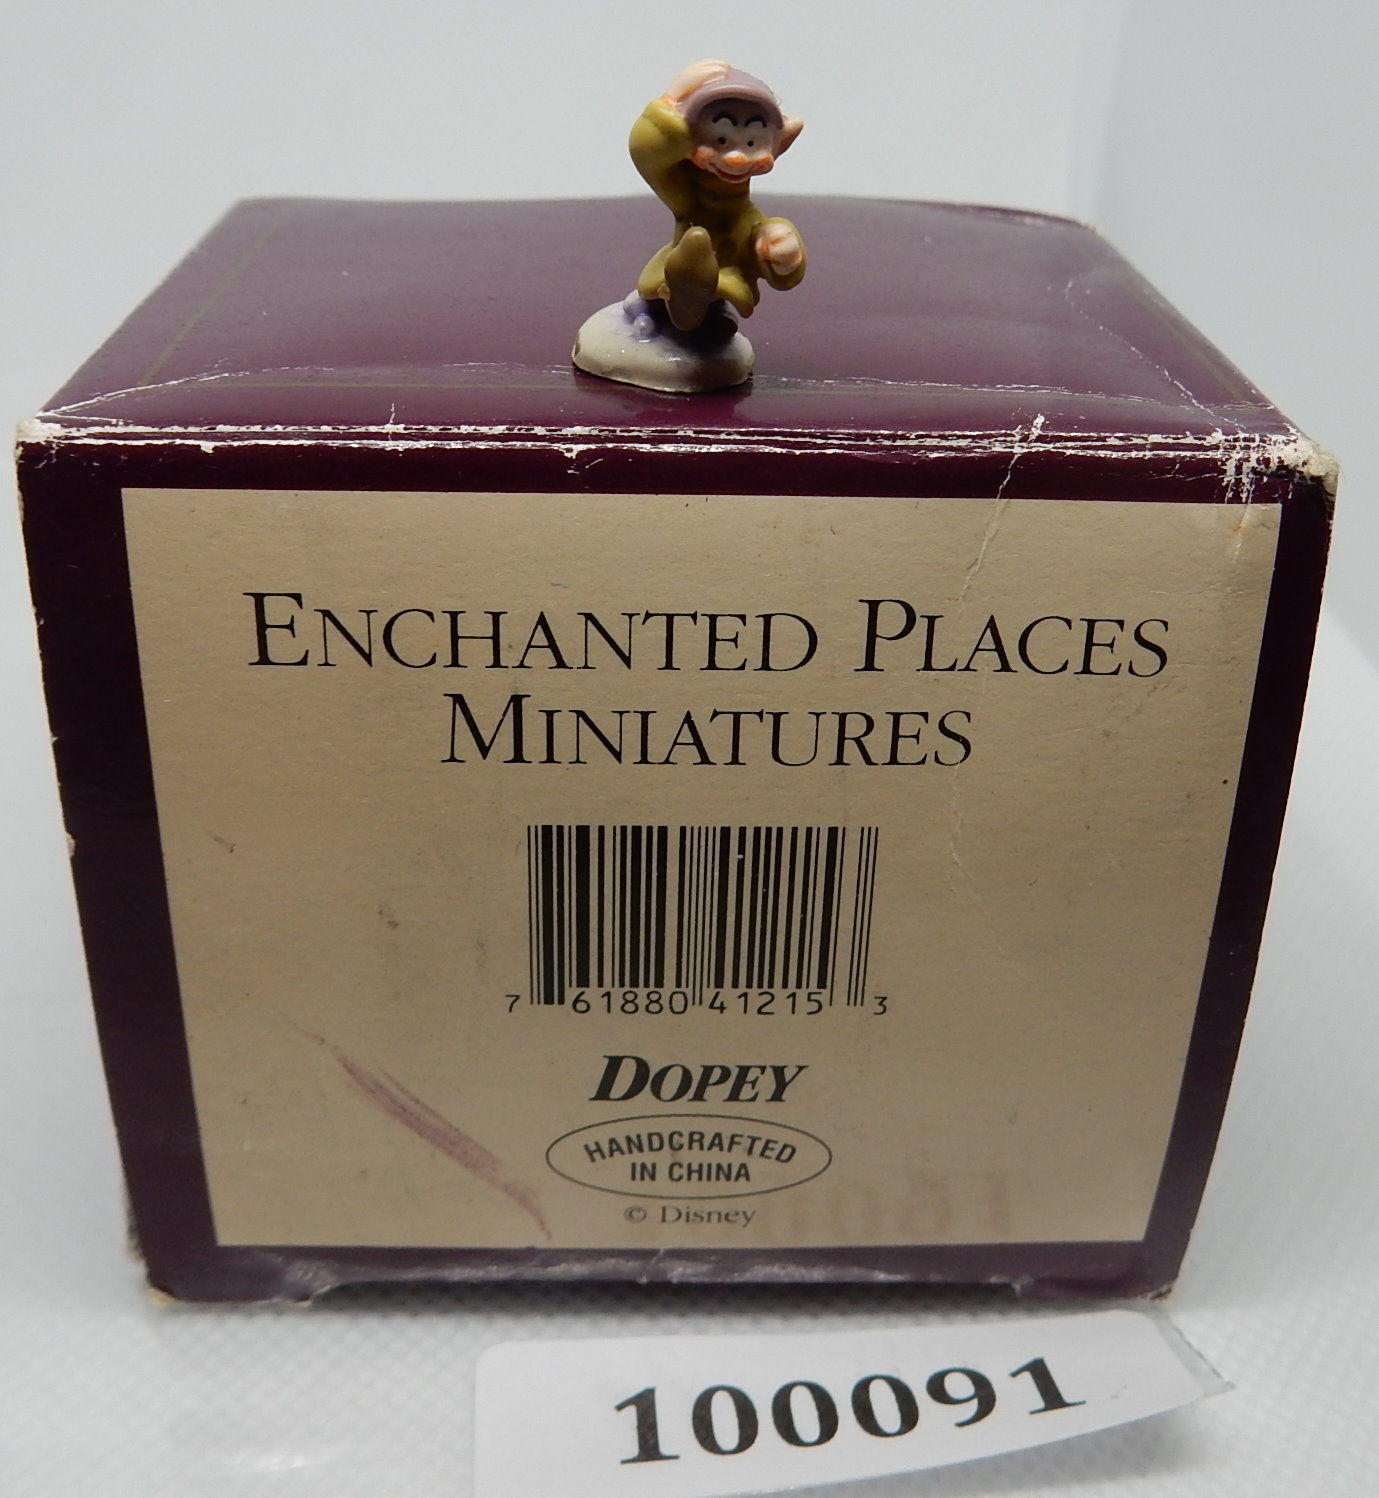 ENCHANTED PLACES
MINIATURES
7 61880 41215 3
DOPEY
HANDCRAFTED
IN CHINA
© Disney
100091